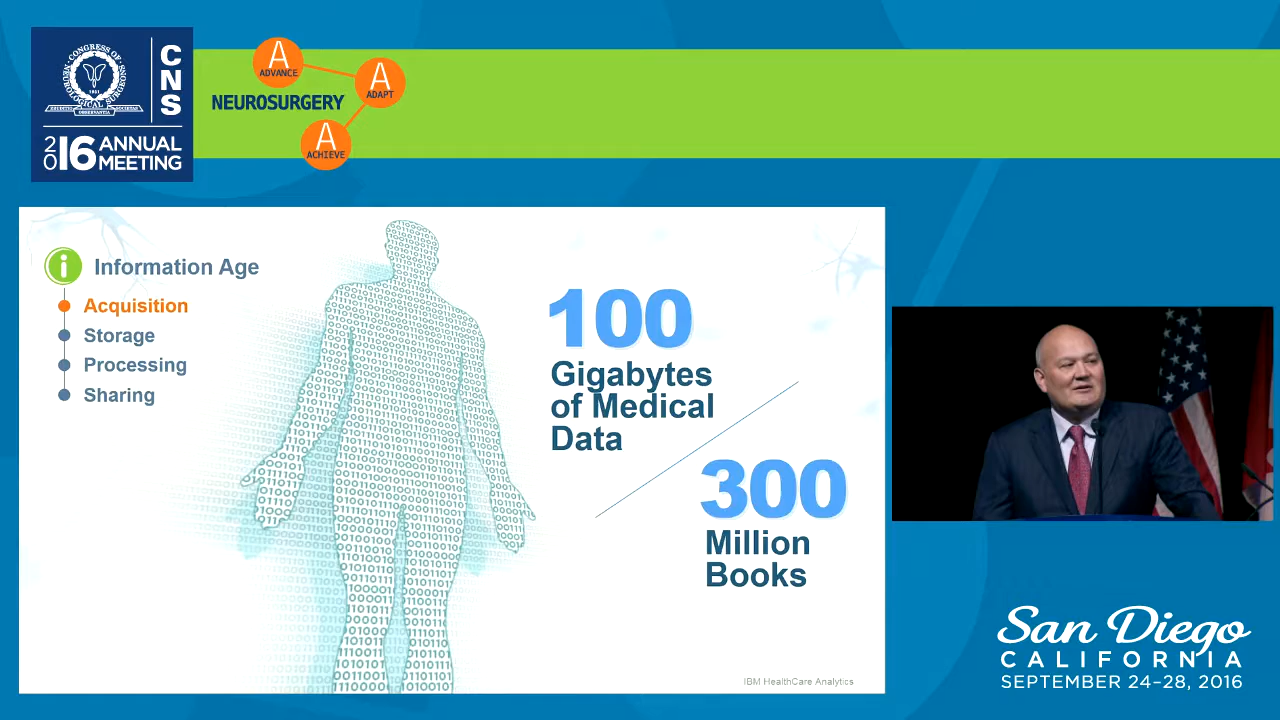 CONGRESS OF NEUROLOGICAL SURGEONS
1951
CNS
2016 ANNUAL
MEETING
A
ADVANCE
A
ADAPT
NEUROSURGERY
A
ACHIEVE
i Information Age
Acquisition
Storage
Processing
Sharing
100
Gigabytes
of Medical
Data
300
Million
Books
IBM HealthCare Analytics
San Diego
CALIFORNIA
SEPTEMBER 24–28, 2016